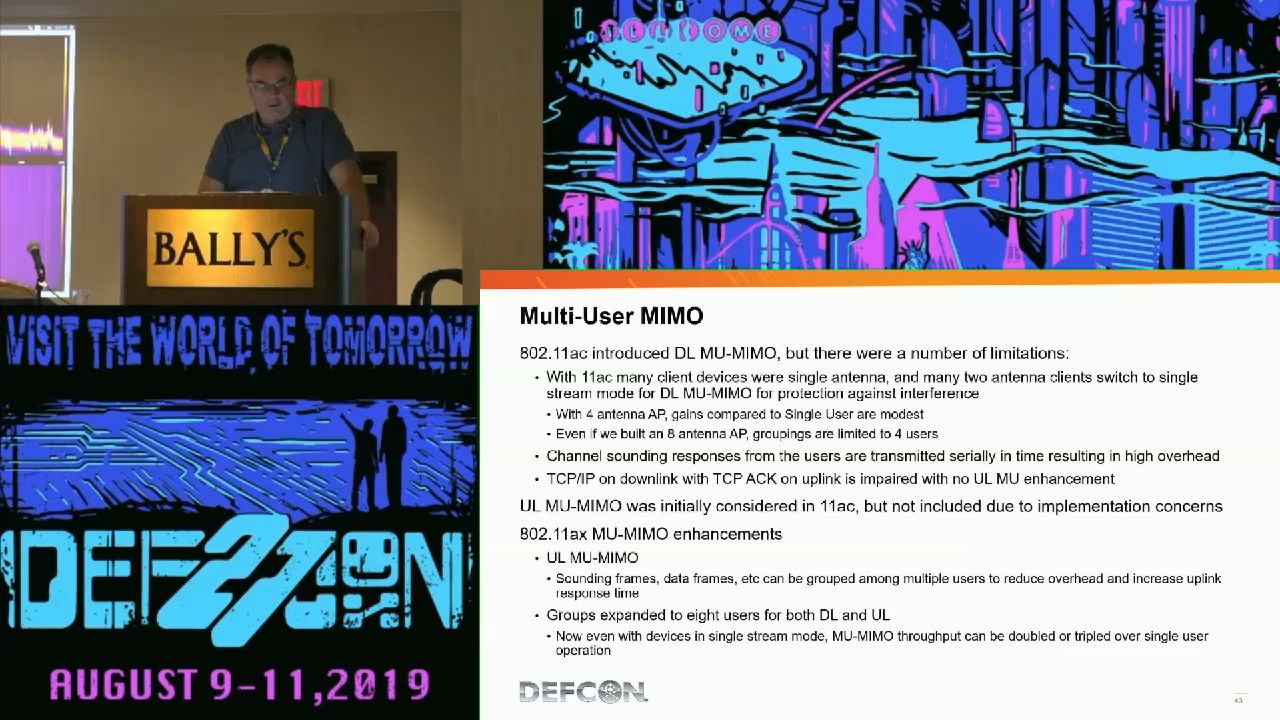 WELCOME
EXIT
BALLY'S
VISIT THE WORLD OF TOMORROW
DEFCON
27
AUGUST 9-11,2019
Multi-User MIMO
802.11ac introduced DL MU-MIMO, but there were a number of limitations:
• With 11ac many client devices were single antenna, and many two antenna clients switch to single
stream mode for DL MU-MIMO for protection against interference
• With 4 antenna AP, gains compared to Single User are modest
• Even if we built an 8 antenna AP, groupings are limited to 4 users
• Channel sounding responses from the users are transmitted serially in time resulting in high overhead
• TCP/IP on downlink with TCP ACK on uplink is impaired with no UL MU enhancement
UL MU-MIMO was initially considered in 11ac, but not included due to implementation concerns
802.11ax MU-MIMO enhancements
• UL MU-MIMO
• Sounding frames, data frames, etc can be grouped among multiple users to reduce overhead and increase uplink
response time
• Groups expanded to eight users for both DL and UL
• Now even with devices in single stream mode, MU-MIMO throughput can be doubled or tripled over single user
operation
DEFCON
43